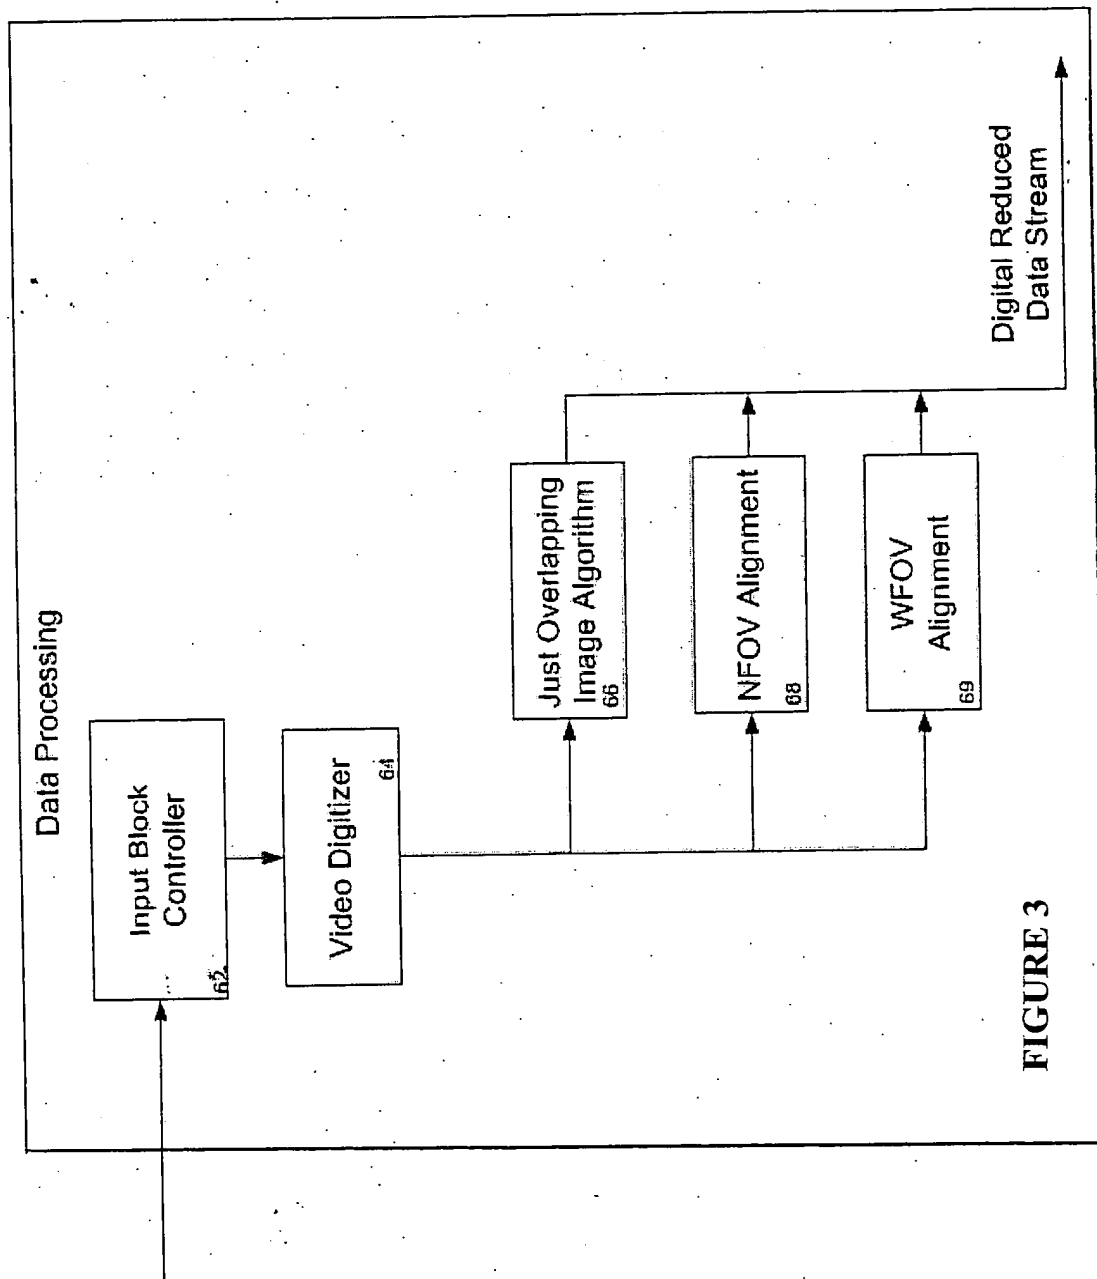 Data Processing
Input Block
Controller
62
Video Digitizer
64
Just Overlapping
Image Algorithm
66
NFOV Alignment
68
WFOV
Alignment
69
Digital Reduced
Data Stream
FIGURE 3